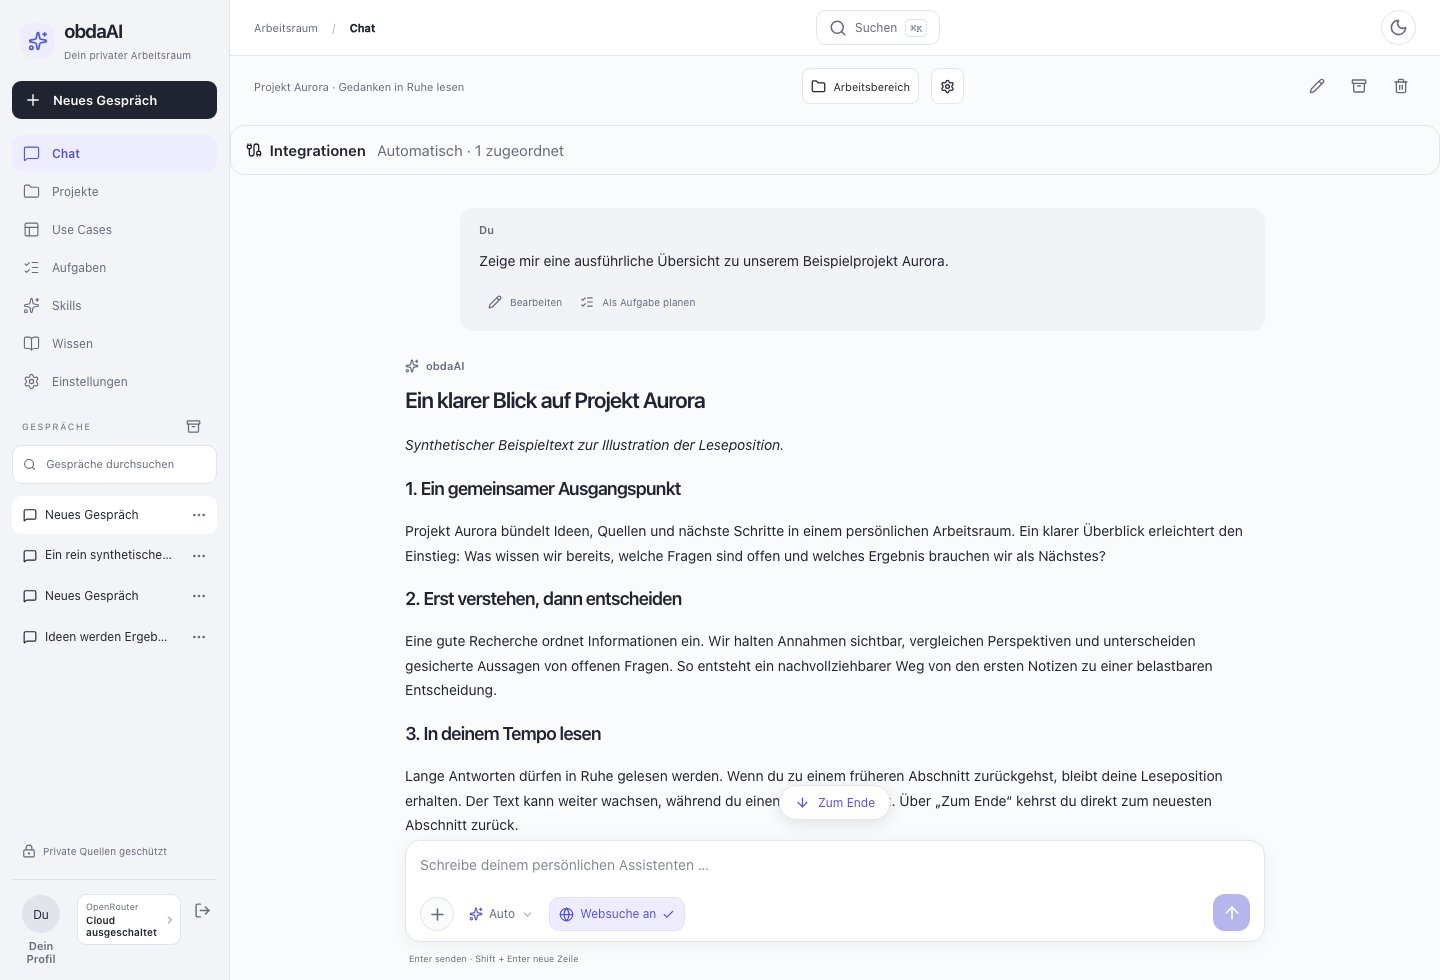 obdaAI
Dein privater Arbeitsraum
Neues Gespräch
Chat
Projekte
Use Cases
Aufgaben
Skills
Wissen
Einstellungen
GESPRÄCHE
Gespräche durchsuchen
Neues Gespräch
Ein rein synthetische...
Neues Gespräch
Ideen werden Ergeb...
Private Quellen geschützt
Du
Dein
Profil
OpenRouter
Cloud
ausgeschaltet
Arbeitsraum / Chat
Suchen ⌘K
Projekt Aurora · Gedanken in Ruhe lesen
Arbeitsbereich
Integrationen Automatisch · 1 zugeordnet
Du
Zeige mir eine ausführliche Übersicht zu unserem Beispielprojekt Aurora.
Bearbeiten Als Aufgabe planen
obdaAI
Ein klarer Blick auf Projekt Aurora
Synthetischer Beispieltext zur Illustration der Leseposition.
1. Ein gemeinsamer Ausgangspunkt
Projekt Aurora bündelt Ideen, Quellen und nächste Schritte in einem persönlichen Arbeitsraum. Ein klarer Überblick erleichtert den
Einstieg: Was wissen wir bereits, welche Fragen sind offen und welches Ergebnis brauchen wir als Nächstes?
2. Erst verstehen, dann entscheiden
Eine gute Recherche ordnet Informationen ein. Wir halten Annahmen sichtbar, vergleichen Perspektiven und unterscheiden
gesicherte Aussagen von offenen Fragen. So entsteht ein nachvollziehbarer Weg von den ersten Notizen zu einer belastbaren
Entscheidung.
3. In deinem Tempo lesen
Lange Antworten dürfen in Ruhe gelesen werden. Wenn du zu einem früheren Abschnitt zurückgehst, bleibt deine Leseposition
erhalten. Der Text kann weiter wachsen, während du einen . Über „Zum Ende“ kehrst du direkt zum neuesten
Zum Ende
Abschnitt zurück.
Schreibe deinem persönlichen Assistenten ...
Auto
Websuche an
Enter senden · Shift + Enter neue Zeile